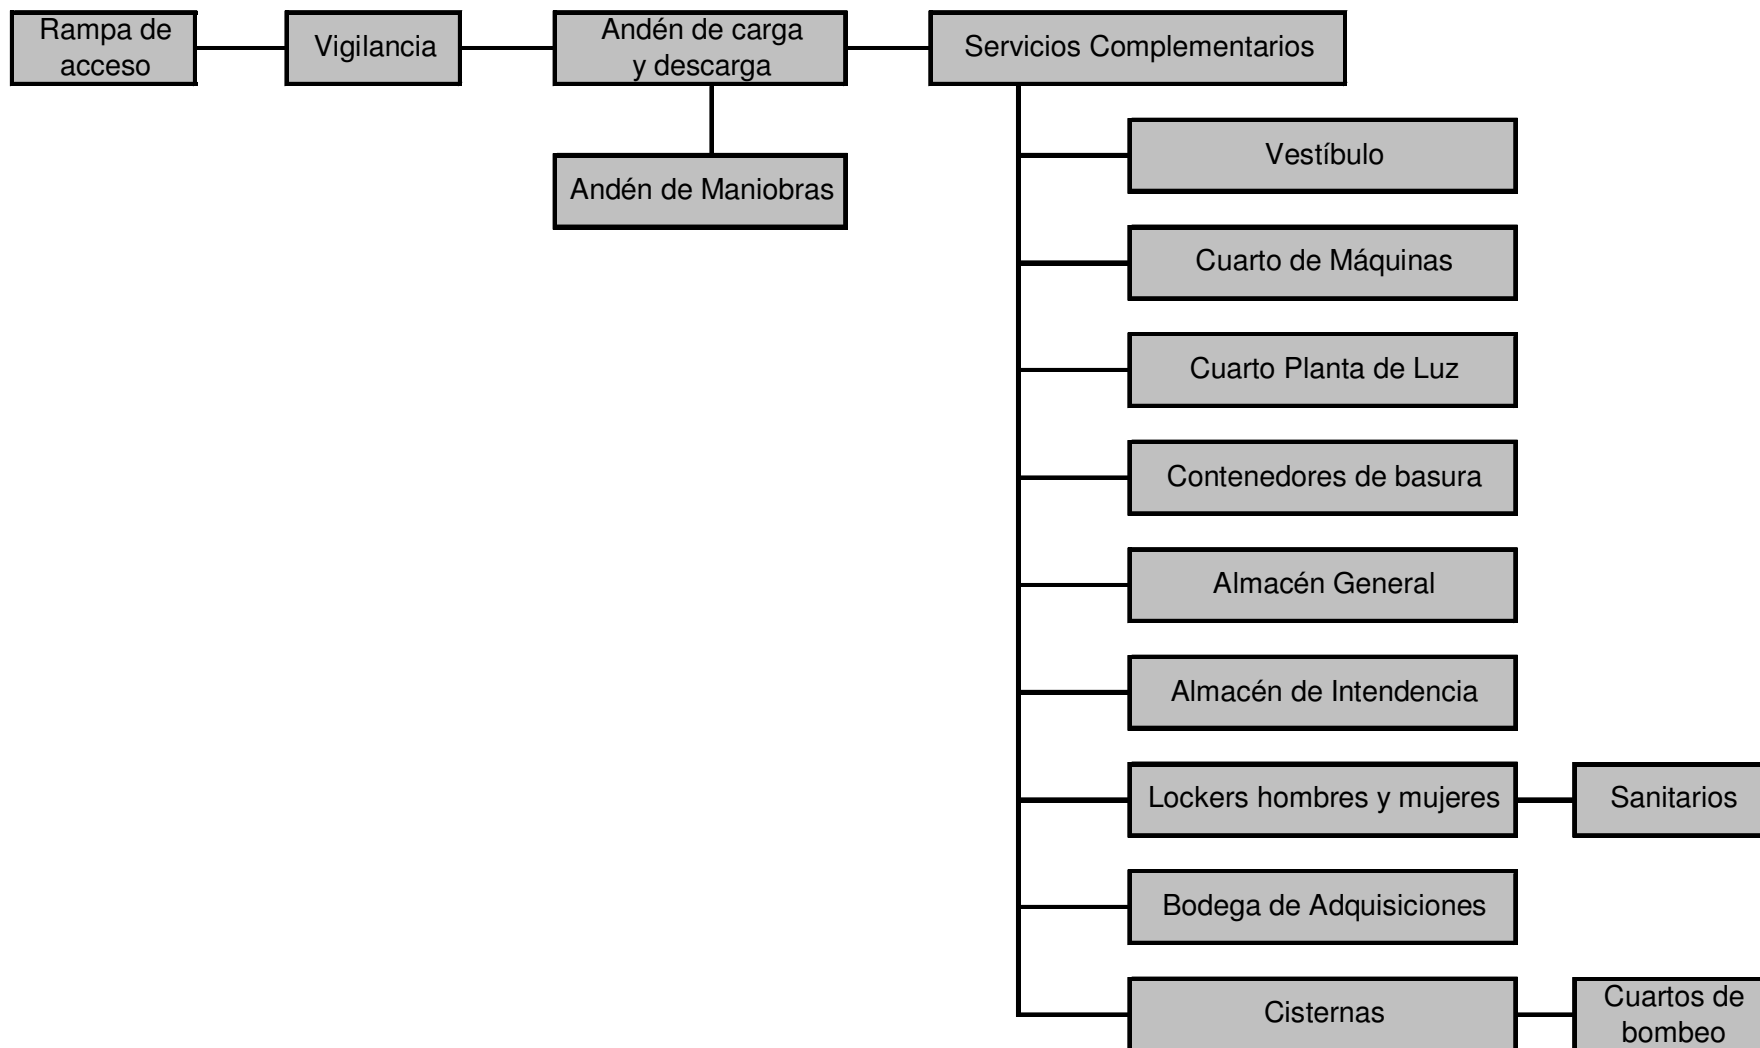 Rampa de
acceso
Vigilancia
Andén de carga
y descarga
Servicios Complementarios
Vestíbulo
Andén de Maniobras
Cuarto de Máquinas
Cuarto Planta de Luz
Contenedores de basura
Almacén General
Almacén de Intendencia
Lockers hombres y mujeres
Sanitarios
Bodega de Adquisiciones
Cisternas
Cuartos de
bombeo